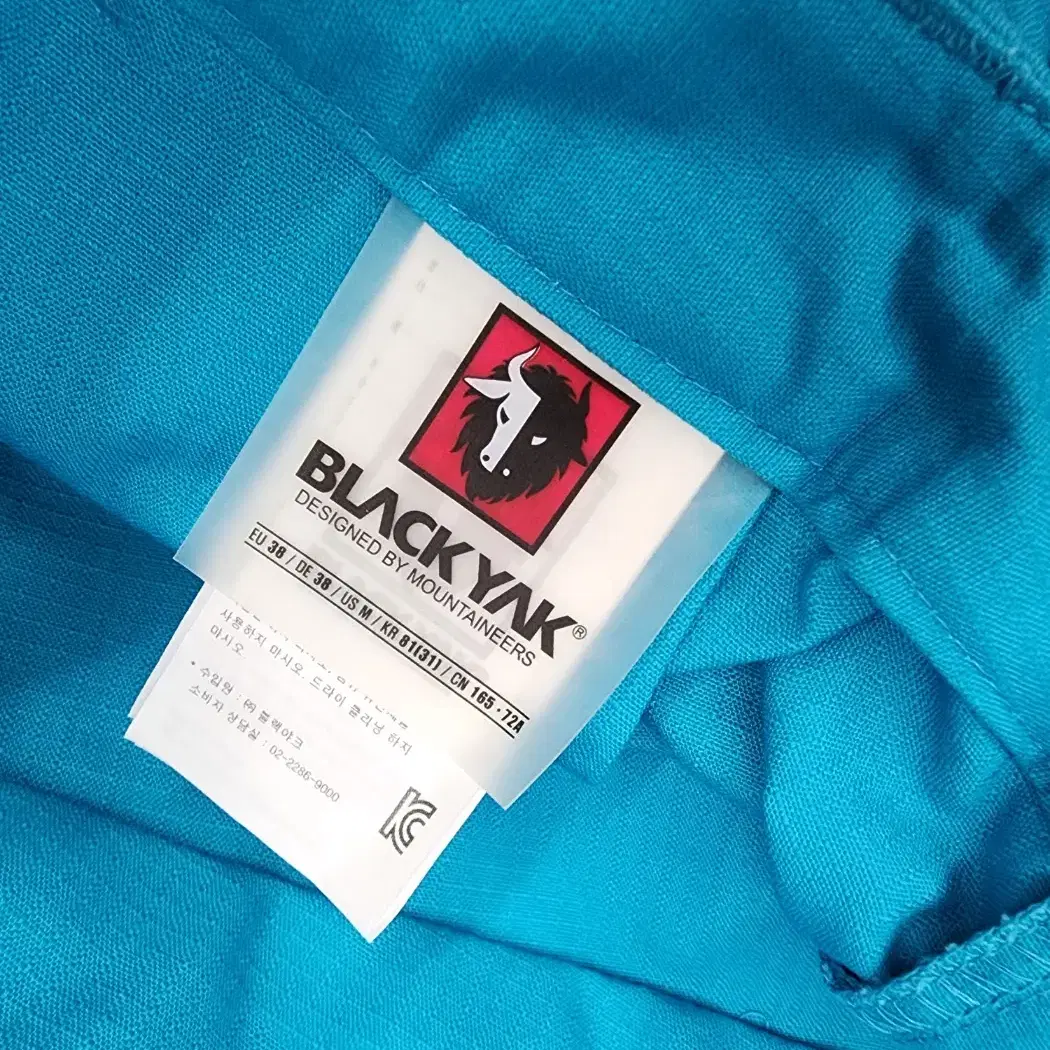 BLACKYAK®
DESIGNED BY MOUNTAINEERS
EU 38 / DE 38 / US M / KR 81(31) / CN 165 · 72A
사용하지 마시오. 드라이 클리닝 하지
마시오.
* 수입원 : ㈜ 블랙야크
소비자 상담실 : 02-2286-9000